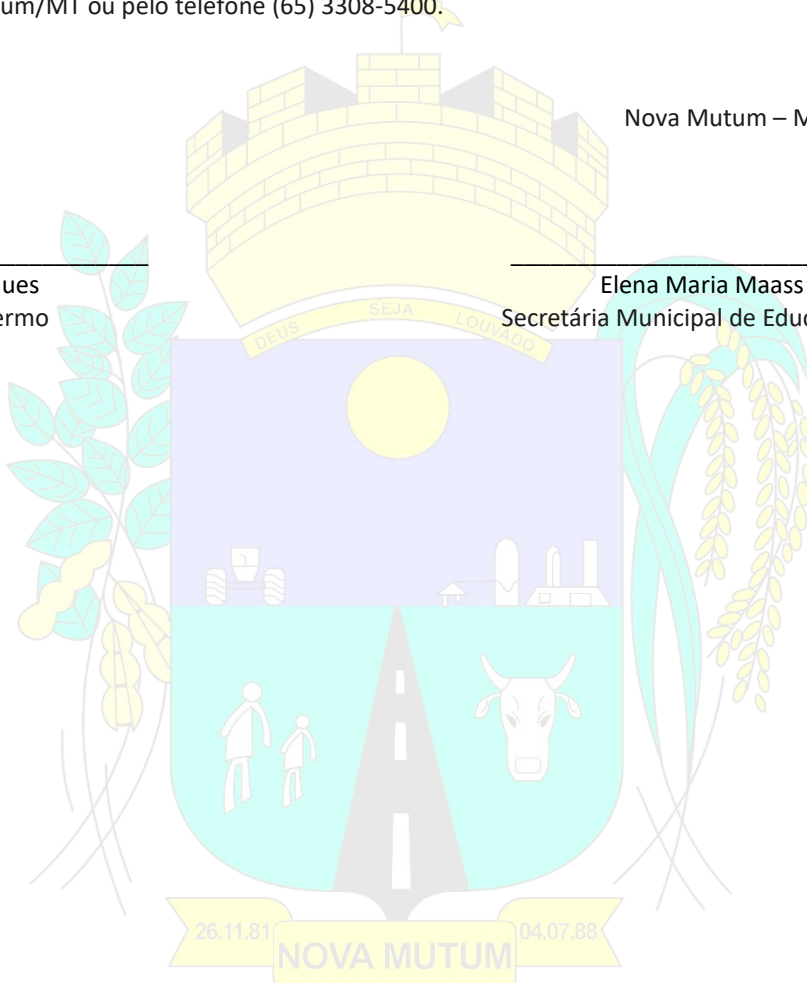 um/MT ou pelo telefone (65) 3308-5400.
Nova Mutum – M
ues
ermo
Elena Maria Maass
Secretária Municipal de Educ
DEUS SEJA LOUVADO
26.11.81
NOVA MUTUM
04.07.88